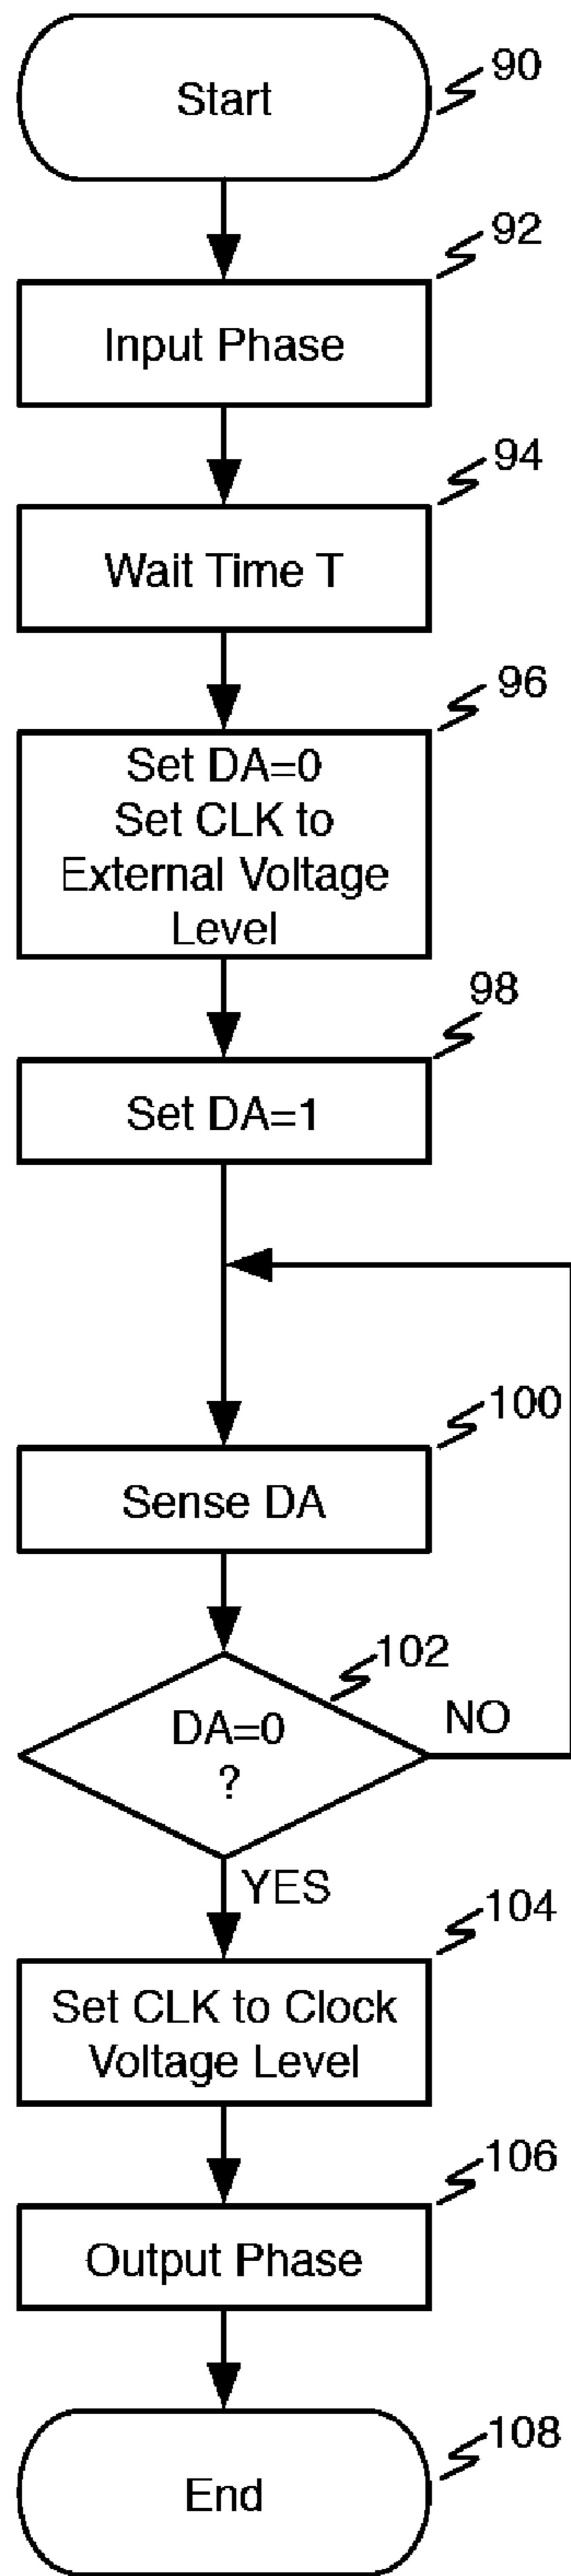 90
Start
92
Input Phase
94
Wait Time T
96
Set DA=0
Set CLK to
External Voltage
Level
98
Set DA=1
100
Sense DA
102
DA=0
?
NO
YES
104
Set CLK to Clock
Voltage Level
106
Output Phase
108
End